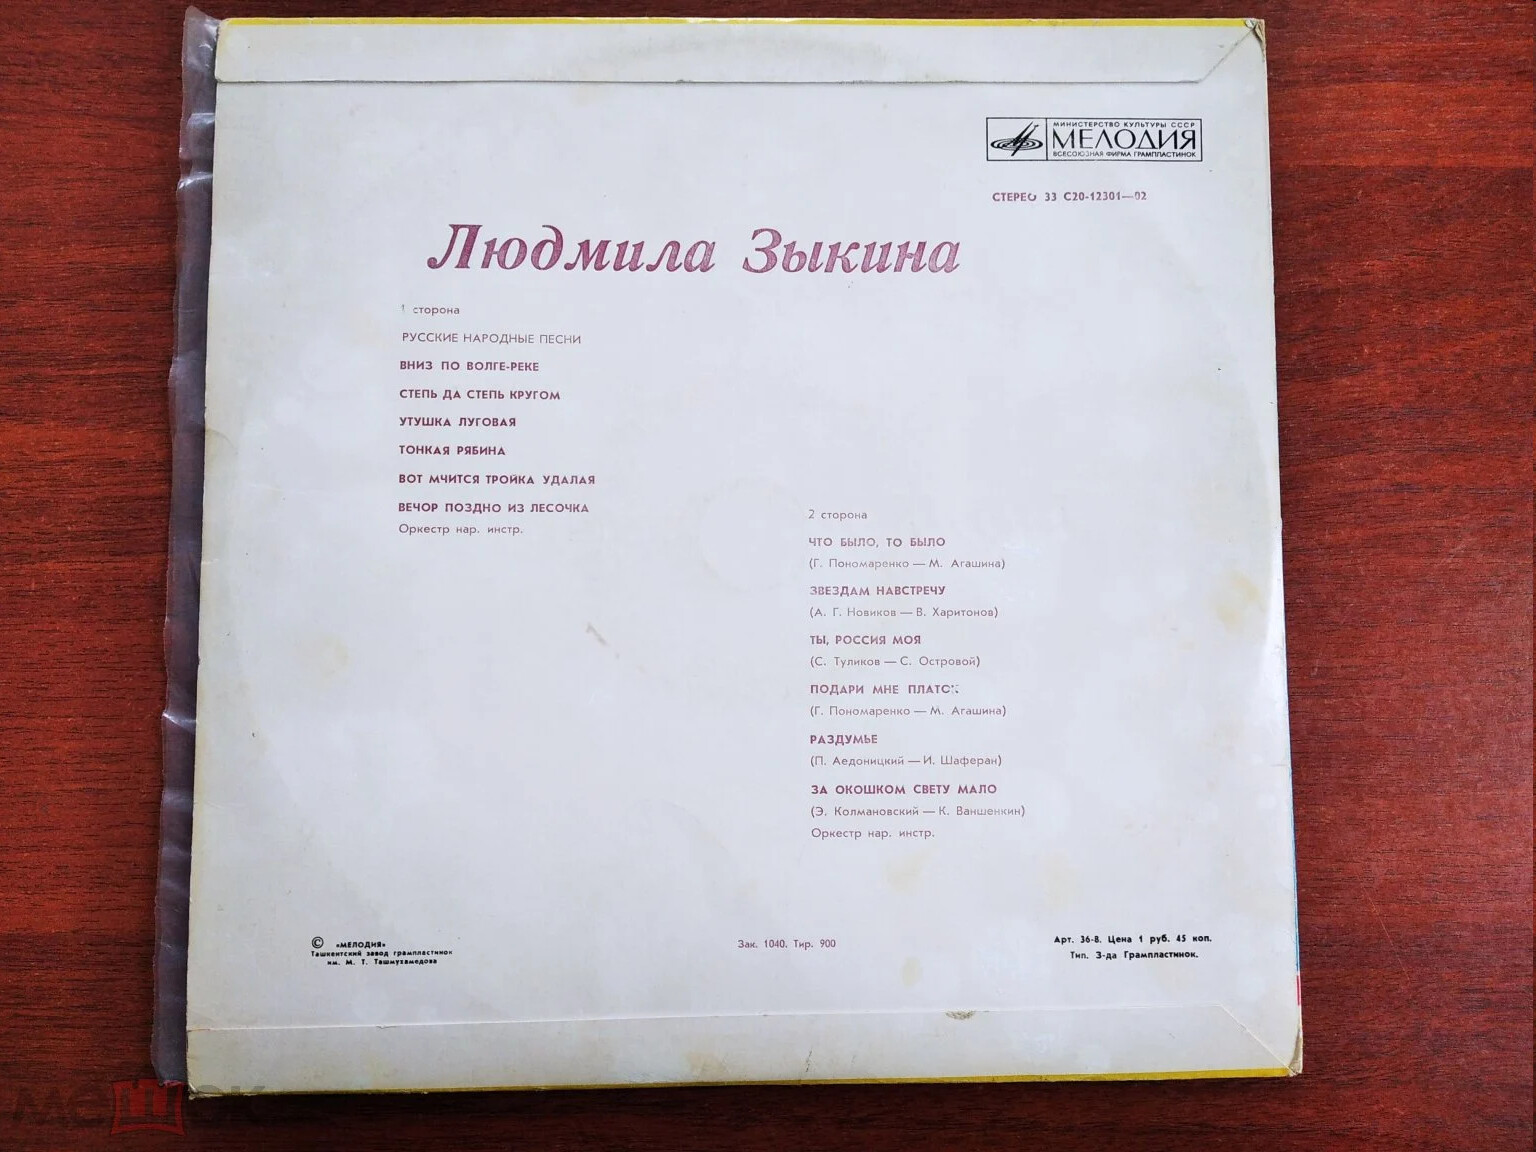 МИНИСТЕРСТВО КУЛЬТУРЫ СССР
МЕЛОДИЯ
ВСЕСОЮЗНАЯ ФИРМА ГРАМПЛАСТИНОК
СТЕРЕО 33 С20-12301—02
Людмила Зыкина
1 сторона
РУССКИЕ НАРОДНЫЕ ПЕСНИ
ВНИЗ ПО ВОЛГЕ-РЕКЕ
СТЕПЬ ДА СТЕПЬ КРУГОМ
УТУШКА ЛУГОВАЯ
ТОНКАЯ РЯБИНА
ВОТ МЧИТСЯ ТРОЙКА УДАЛАЯ
ВЕЧОР ПОЗДНО ИЗ ЛЕСОЧКА
Оркестр нар. инстр.
2 сторона
ЧТО БЫЛО, ТО БЫЛО
(Г. Пономаренко — М. Агашина)
ЗВЕЗДАМ НАВСТРЕЧУ
(А. Г. Новиков — В. Харитонов)
ТЫ, РОССИЯ МОЯ
(С. Туликов — С. Островой)
ПОДАРИ МНЕ ПЛАТОК
(Г. Пономаренко — М. Агашина)
РАЗДУМЬЕ
(П. Аедоницкий — И. Шаферан)
ЗА ОКОШКОМ СВЕТУ МАЛО
(Э. Колмановский — К. Ваншенкин)
Оркестр нар. инстр.
© «МЕЛОДИЯ»
Ташкентский завод грампластинок
им. М. Т. Ташмухамедова
Зак. 1040. Тир. 900
Арт. 36-8. Цена 1 руб. 45 коп.
Тип. З-да Грампластинок.
мешок